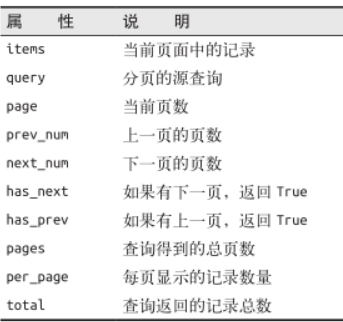 属 性 说 明
items 当前页面中的记录
query 分页的源查询
page 当前页数
prev_num 上一页的页数
next_num 下一页的页数
has_next 如果有下一页，返回 True
has_prev 如果有上一页，返回 True
pages 查询得到的总页数
per_page 每页显示的记录数量
total 查询返回的记录总数